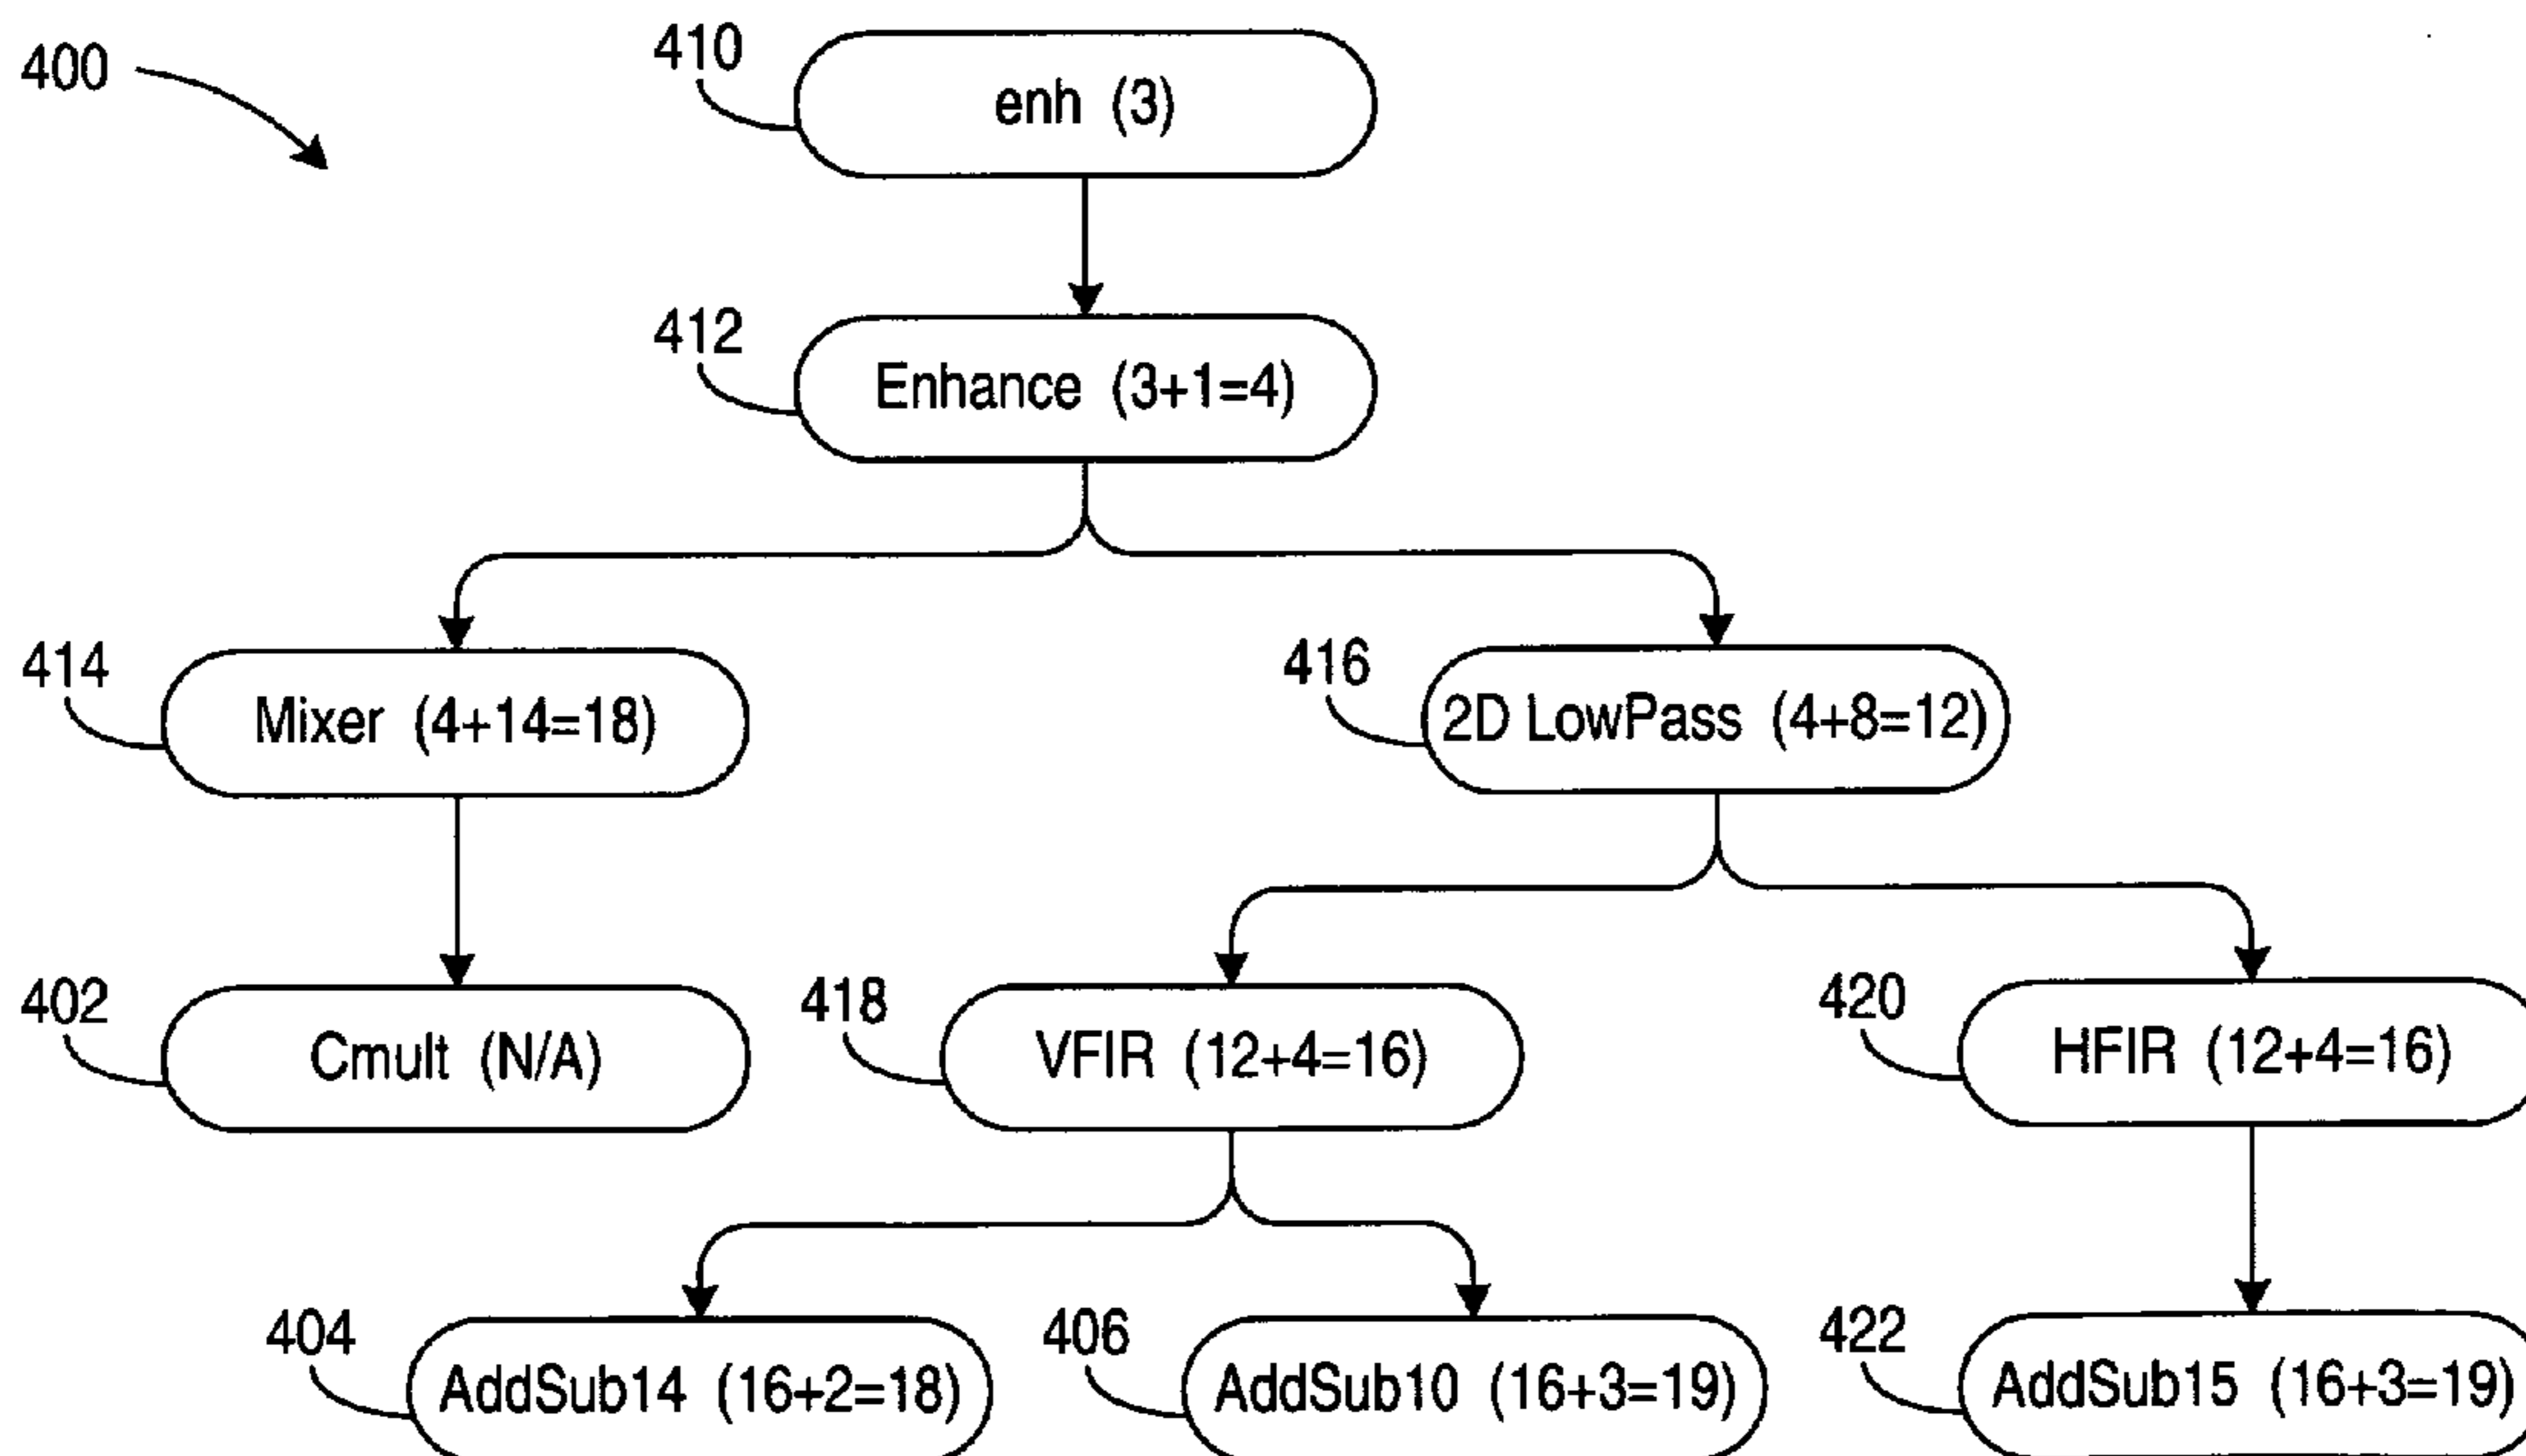 400
410
enh (3)
412
Enhance (3+1=4)
414
Mixer (4+14=18)
416
2D LowPass (4+8=12)
402
Cmult (N/A)
418
VFIR (12+4=16)
420
HFIR (12+4=16)
404
AddSub14 (16+2=18)
406
AddSub10 (16+3=19)
422
AddSub15 (16+3=19)